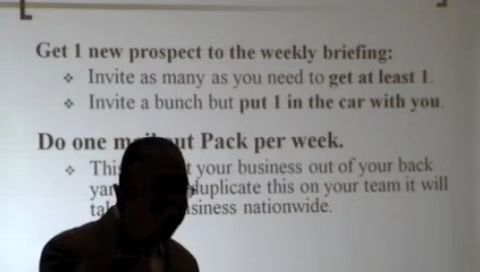 Get 1 new prospect to the weekly briefing:
❖ Invite as many as you need to get at least 1.
❖ Invite a bunch but put 1 in the car with you.
Do one m ut Pack per week.
❖ Thi t your business out of your back
yar duplicate this on your team it will
ta siness nationwide.